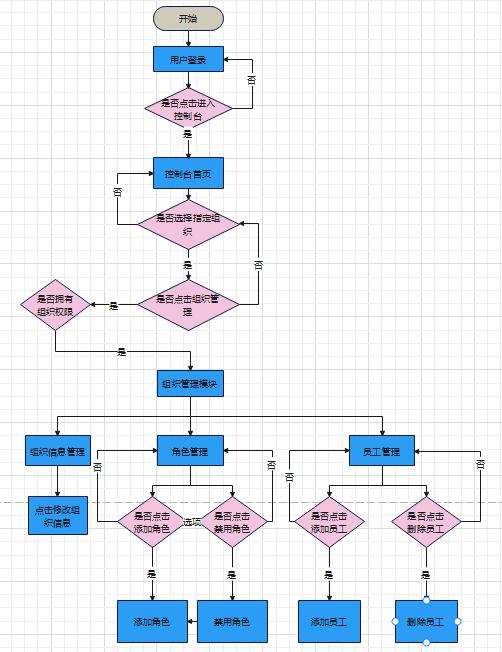 开始
用户登录
否
是否点击进入
控制台
是
控制台首页
否
是否选择指定组
织
是
否
是否拥有
组织权限
是
是否点击组织管
理
是
组织管理模块
组织信息管理
角色管理
员工管理
否
否
否
否
点击修改组
织信息
是否点击
添加角色
选项
是否点击
禁用角色
是否点击
添加员工
是否点击
删除员工
是
是
是
是
添加角色
禁用角色
添加员工
删除员工